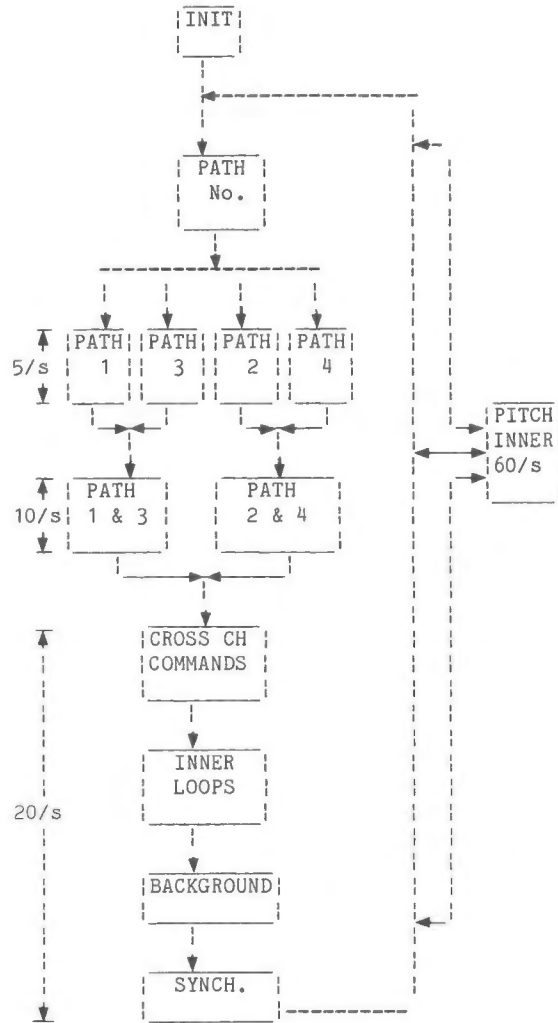 INIT
PATH
No.
5/s
PATH
1
PATH
3
PATH
2
PATH
4
PITCH
INNER
60/s
10/s
PATH
1 & 3
PATH
2 & 4
20/s
CROSS CH
COMMANDS
INNER
LOOPS
BACKGROUND
SYNCH.